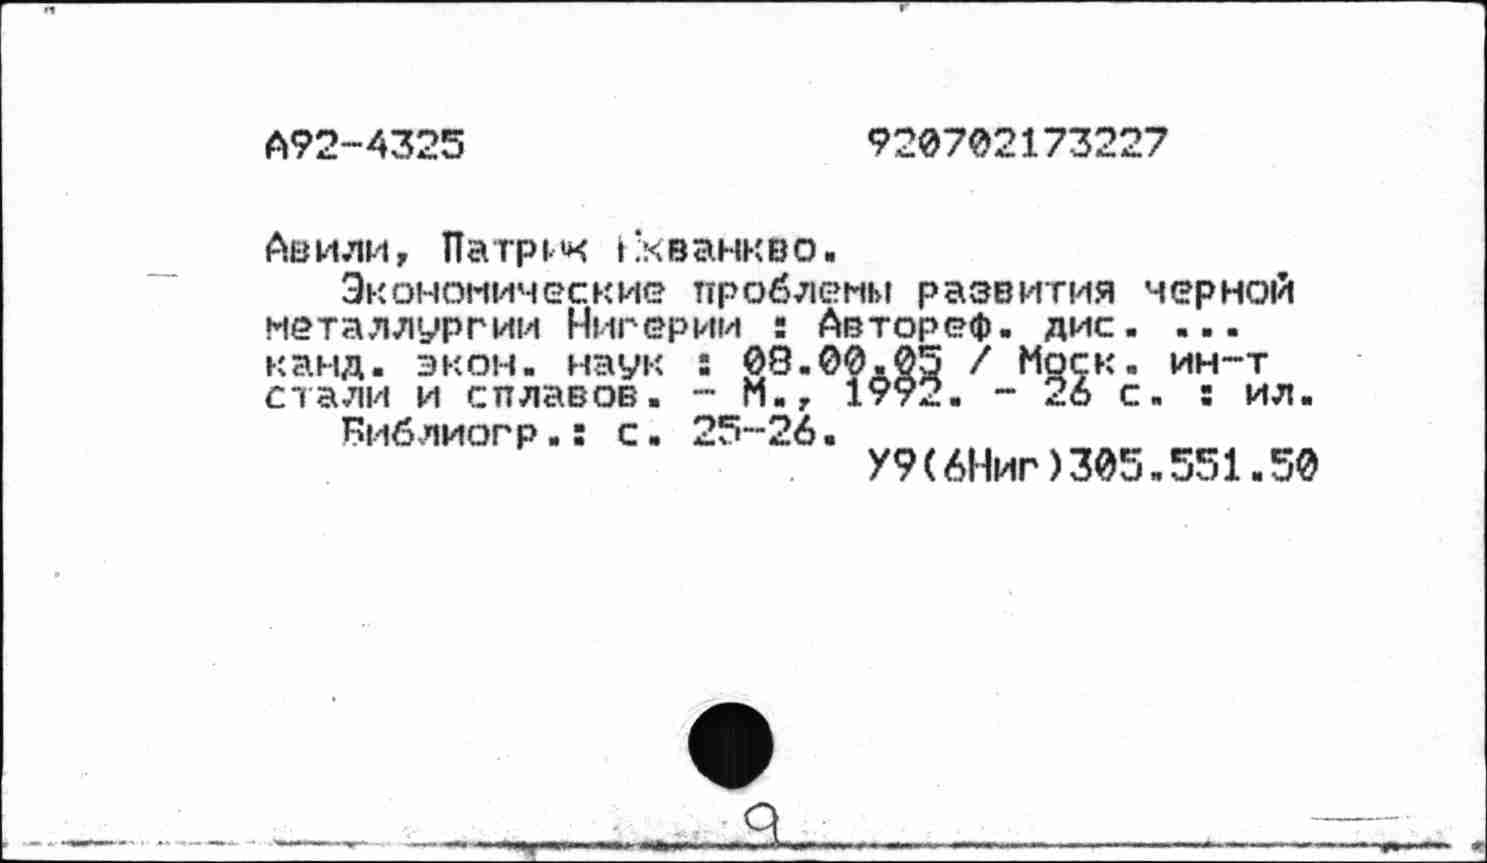 А92-4325 920702173227
Авили, Патрик
Экономические проблемы развития черной
металлургии Нигерии : Автореф. дис. ...
канд. экон. наук : 08.00.05 / Моск. ин-т
стали и сплавов. - М., 1992. - 26 с. : ил.
Библиогр.: с. 25-26.
У9(6Ниг)305.551.50
9